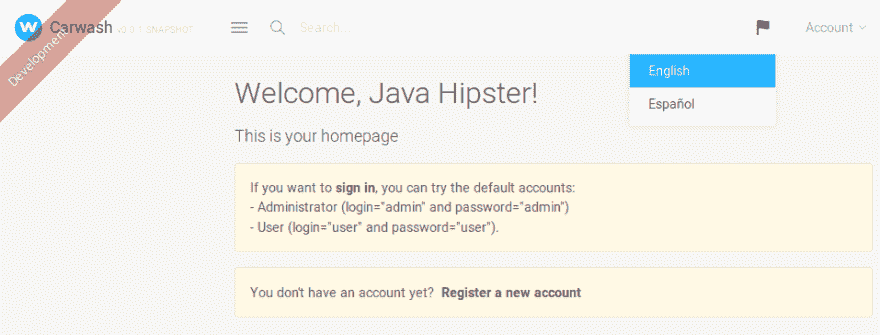 Development
W Carwash V0.0.1 SNAPSHOT
Search...
Account
English
Español
Welcome, Java Hipster!
This is your homepage
If you want to sign in, you can try the default accounts:
- Administrator (login="admin" and password="admin")
- User (login="user" and password="user").
You don't have an account yet? Register a new account